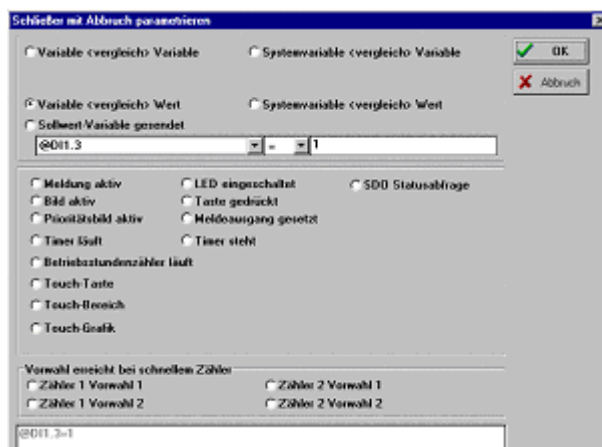 Schließer mit Abbruch parametrieren
Variable <vergleich> Variable
Systemvariable <vergleich> Variable
OK
Abbruch
Variable <vergleich> Wert
Systemvariable <vergleich> Wert
Sollwert-Variable gesendet
@DI1.3 = 1
Meldung aktiv
LED eingeschaltet
SDO Statusabfrage
Bild aktiv
Taste gedrückt
Prioritätsbild aktiv
Meldeausgang gesetzt
Timer läuft
Timer steht
Betriebsstundenzähler läuft
Touch-Taste
Touch-Bereich
Touch-Grafik
Vorwahl erreicht bei schnellem Zähler
Zähler 1 Vorwahl 1
Zähler 2 Vorwahl 1
Zähler 1 Vorwahl 2
Zähler 2 Vorwahl 2
@DI1.3=1